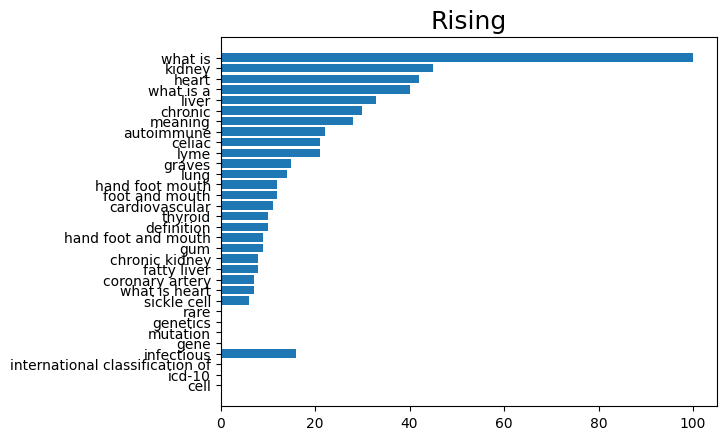 Rising
what is
kidney
heart
what is a
liver
chronic
meaning
autoimmune
celiac
lyme
graves
lung
hand foot mouth
foot and mouth
cardiovascular
thyroid
definition
hand foot and mouth
gum
chronic kidney
fatty liver
coronary artery
what is heart
sickle cell
rare
genetics
mutation
gene
infectious
international classification of
icd-10
cell
0 20 40 60 80 100